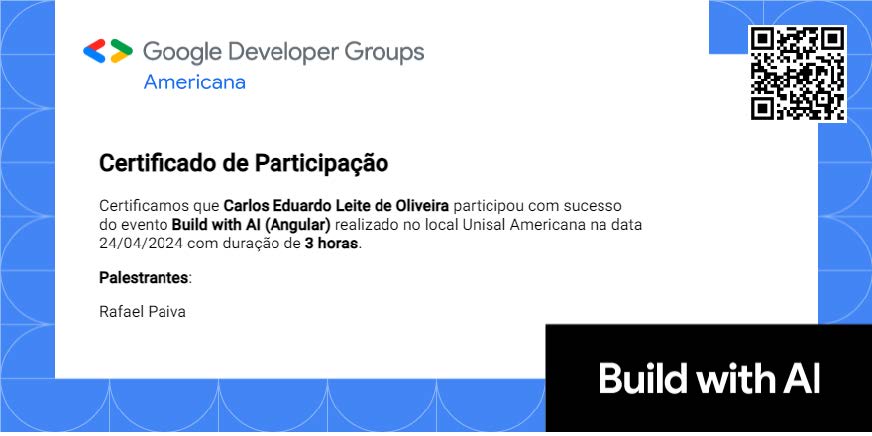 Google Developer Groups
Americana
Certificado de Participação
Certificamos que Carlos Eduardo Leite de Oliveira participou com sucesso
do evento Build with AI (Angular) realizado no local Unisal Americana na data
24/04/2024 com duração de 3 horas.
Palestrantes:
Rafael Paiva
Build with AI